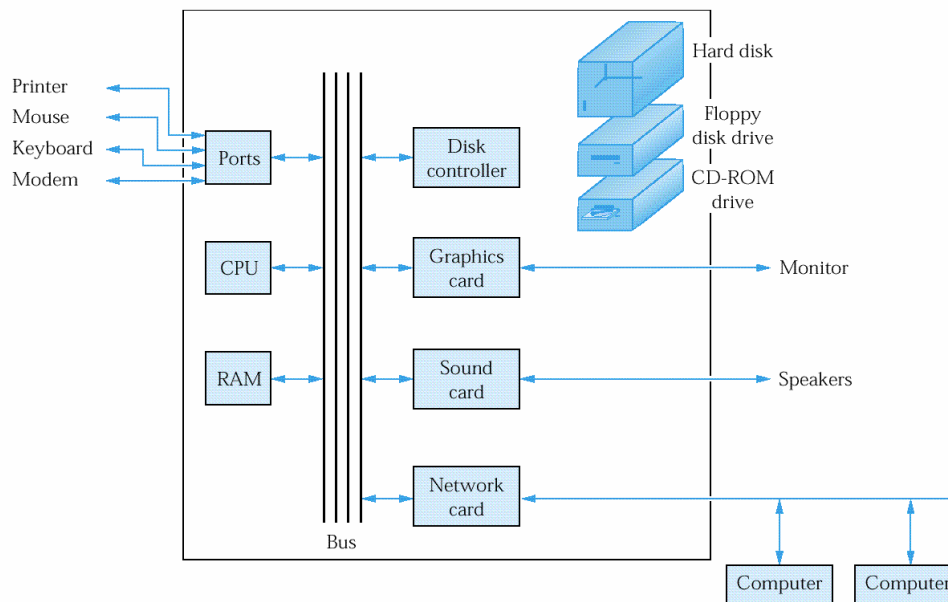 Printer
Mouse
Keyboard
Modem
Ports
CPU
RAM
Bus
Disk
controller
Graphics
card
Sound
card
Network
card
Hard disk
Floppy
disk drive
CD-ROM
drive
Monitor
Speakers
Computer
Computer